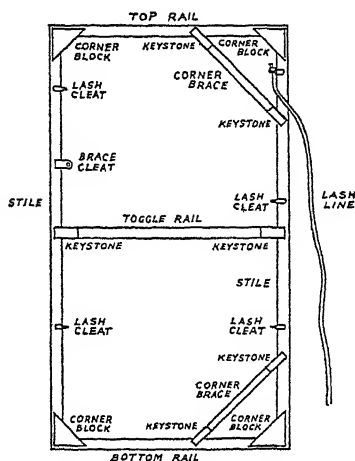 TOP RAIL
CORNER
BLOCK
KEYSTONE
CORNER
BLOCK
CORNER
BRACE
LASH
CLEAT
KEYSTONE
BRACE
CLEAT
STILE
LASH
CLEAT
LASH
LINE
TOGGLE RAIL
KEYSTONE
KEYSTONE
STILE
LASH
CLEAT
LASH
CLEAT
KEYSTONE
CORNER
BRACE
CORNER
BLOCK
KEYSTONE
CORNER
BLOCK
BOTTOM RAIL